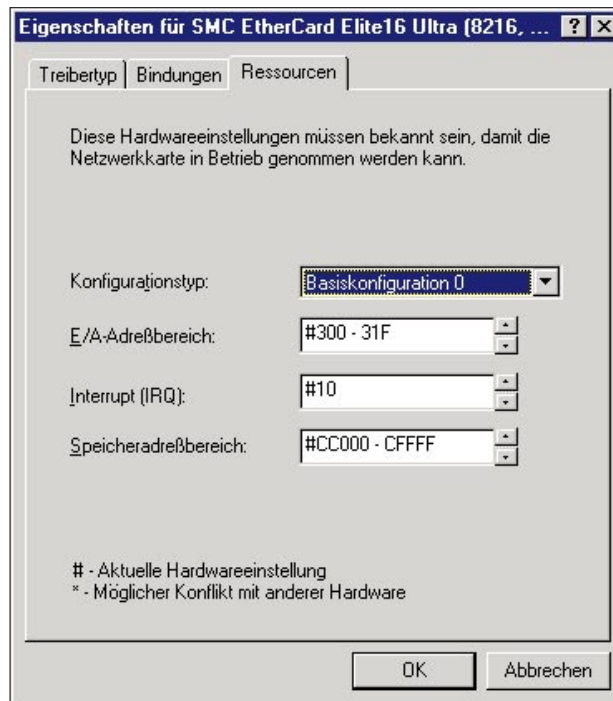 Eigenschaften für SMC EtherCard Elite16 Ultra (8216, ...
Treibertyp Bindungen Ressourcen
Diese Hardwareeinstellungen müssen bekannt sein, damit die
Netzwerkkarte in Betrieb genommen werden kann.
Konfigurationstyp: Basiskonfiguration 0
E/A-Adreßbereich: #300 - 31F
Interrupt (IRQ): #10
Speicheradreßbereich: #CC000 - CFFFF
# - Aktuelle Hardwareeinstellung
* - Möglicher Konflikt mit anderer Hardware
OK Abbrechen